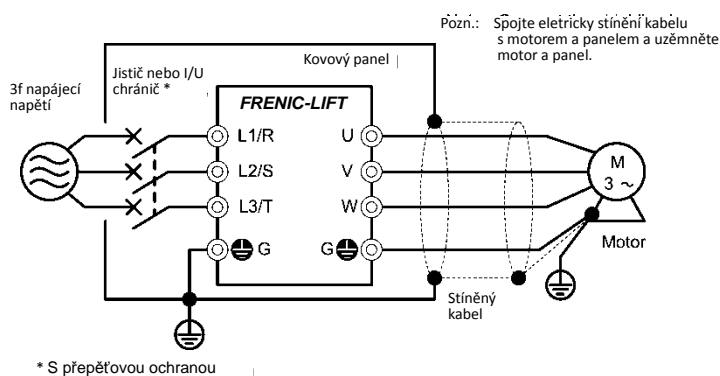 Pozn.: Spojte eletricky stínění kabelu
s motorem a panelem a uzěmněte
motor a panel.
Kovový panel
Jistič nebo I/U
chránič *
3f napájecí
napětí
FRENIC-LIFT
L1/R
U
L2/S
V
L3/T
W
G
G
M
3 ~
Motor
Stíněný
kabel
* S přepěťovou ochranou